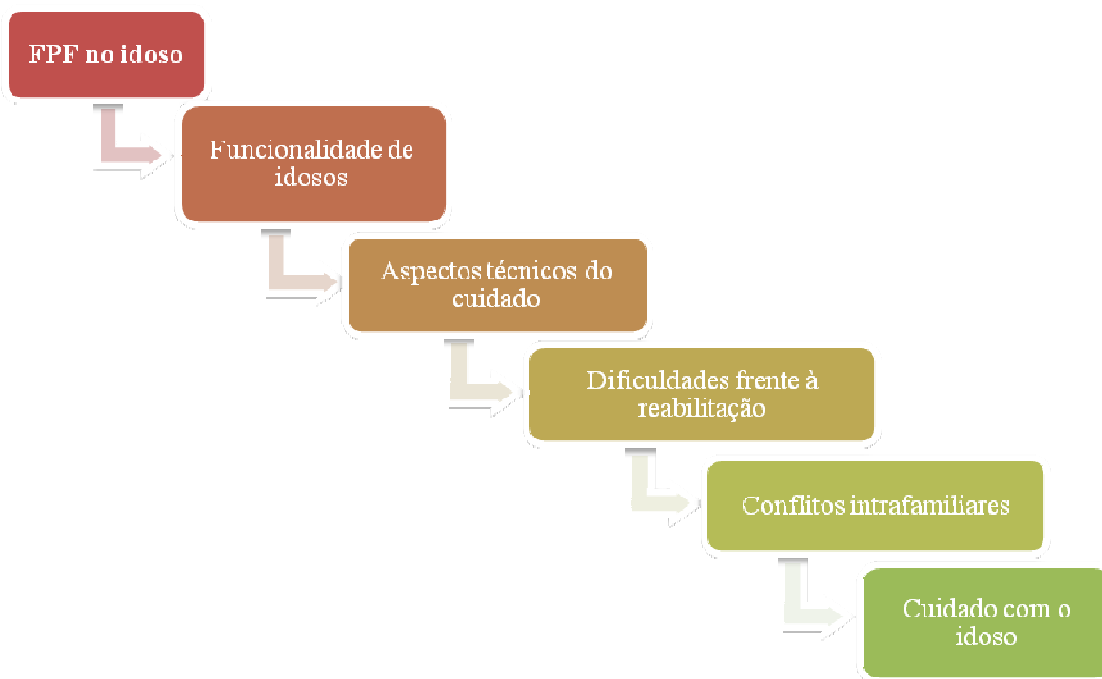 FPF no idoso
Funcionalidade de
idosos
Aspectos técnicos do
cuidado
Dificuldades frente à
reabilitação
Conflitos intrafamiliares
Cuidado com o
idoso